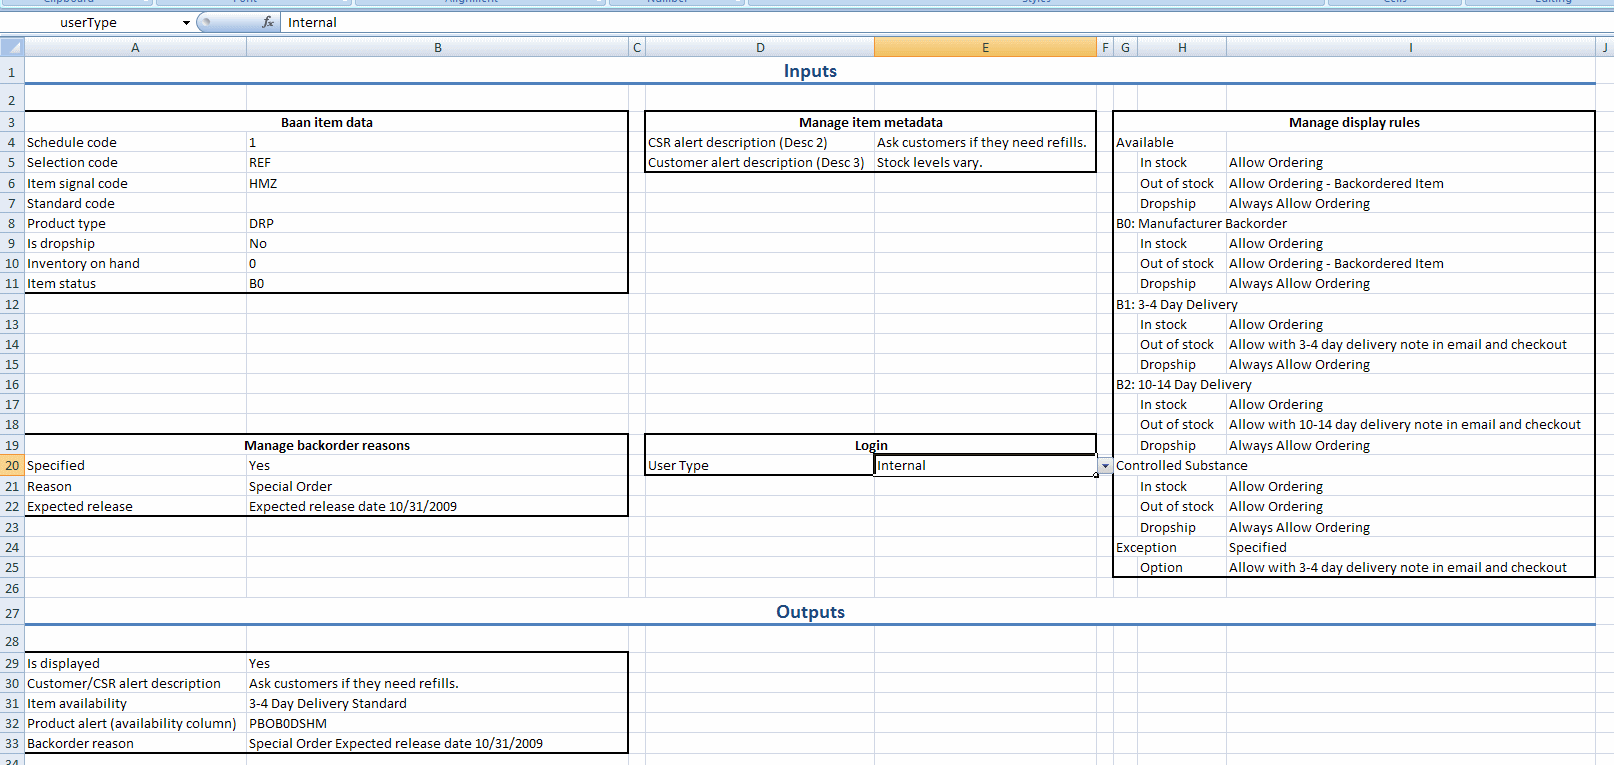 Clipboard Font Alignment Number Styles Cells Editing
userType fx Internal
A B C D E F G H I J
1 Inputs
2
3 Baan item data Manage item metadata Manage display rules
4 Schedule code 1 CSR alert description (Desc 2) Ask customers if they need refills. Available
5 Selection code REF Customer alert description (Desc 3) Stock levels vary. In stock Allow Ordering
6 Item signal code HMZ Out of stock Allow Ordering - Backordered Item
7 Standard code Dropship Always Allow Ordering
8 Product type DRP B0: Manufacturer Backorder
9 Is dropship No In stock Allow Ordering
10 Inventory on hand 0 Out of stock Allow Ordering - Backordered Item
11 Item status B0 Dropship Always Allow Ordering
12 B1: 3-4 Day Delivery
13 In stock Allow Ordering
14 Out of stock Allow with 3-4 day delivery note in email and checkout
15 Dropship Always Allow Ordering
16 B2: 10-14 Day Delivery
17 In stock Allow Ordering
18 Out of stock Allow with 10-14 day delivery note in email and checkout
19 Manage backorder reasons Login Dropship Always Allow Ordering
20 Specified Yes User Type Internal Controlled Substance
21 Reason Special Order In stock Allow Ordering
22 Expected release Expected release date 10/31/2009 Out of stock Allow Ordering
23 Dropship Always Allow Ordering
24 Exception Specified
25 Option Allow with 3-4 day delivery note in email and checkout
26
27 Outputs
28
29 Is displayed Yes
30 Customer/CSR alert description Ask customers if they need refills.
31 Item availability 3-4 Day Delivery Standard
32 Product alert (availability column) PBOB0DSHM
33 Backorder reason Special Order Expected release date 10/31/2009
34